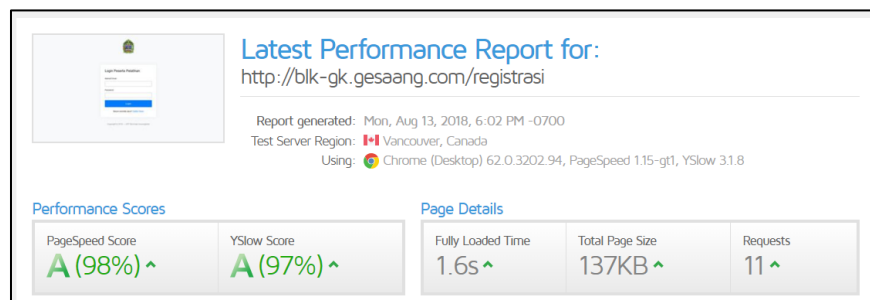 Latest Performance Report for:
http://blk-gk.gesaang.com/registrasi
Report generated: Mon, Aug 13, 2018, 6:02 PM -0700
Test Server Region: Vancouver, Canada
Using: Chrome (Desktop) 62.0.3202.94, PageSpeed 1.15-gt1, YSlow 3.1.8
Performance Scores
PageSpeed Score
A (98%)
YSlow Score
A (97%)
Page Details
Fully Loaded Time
1.6s
Total Page Size
137KB
Requests
11